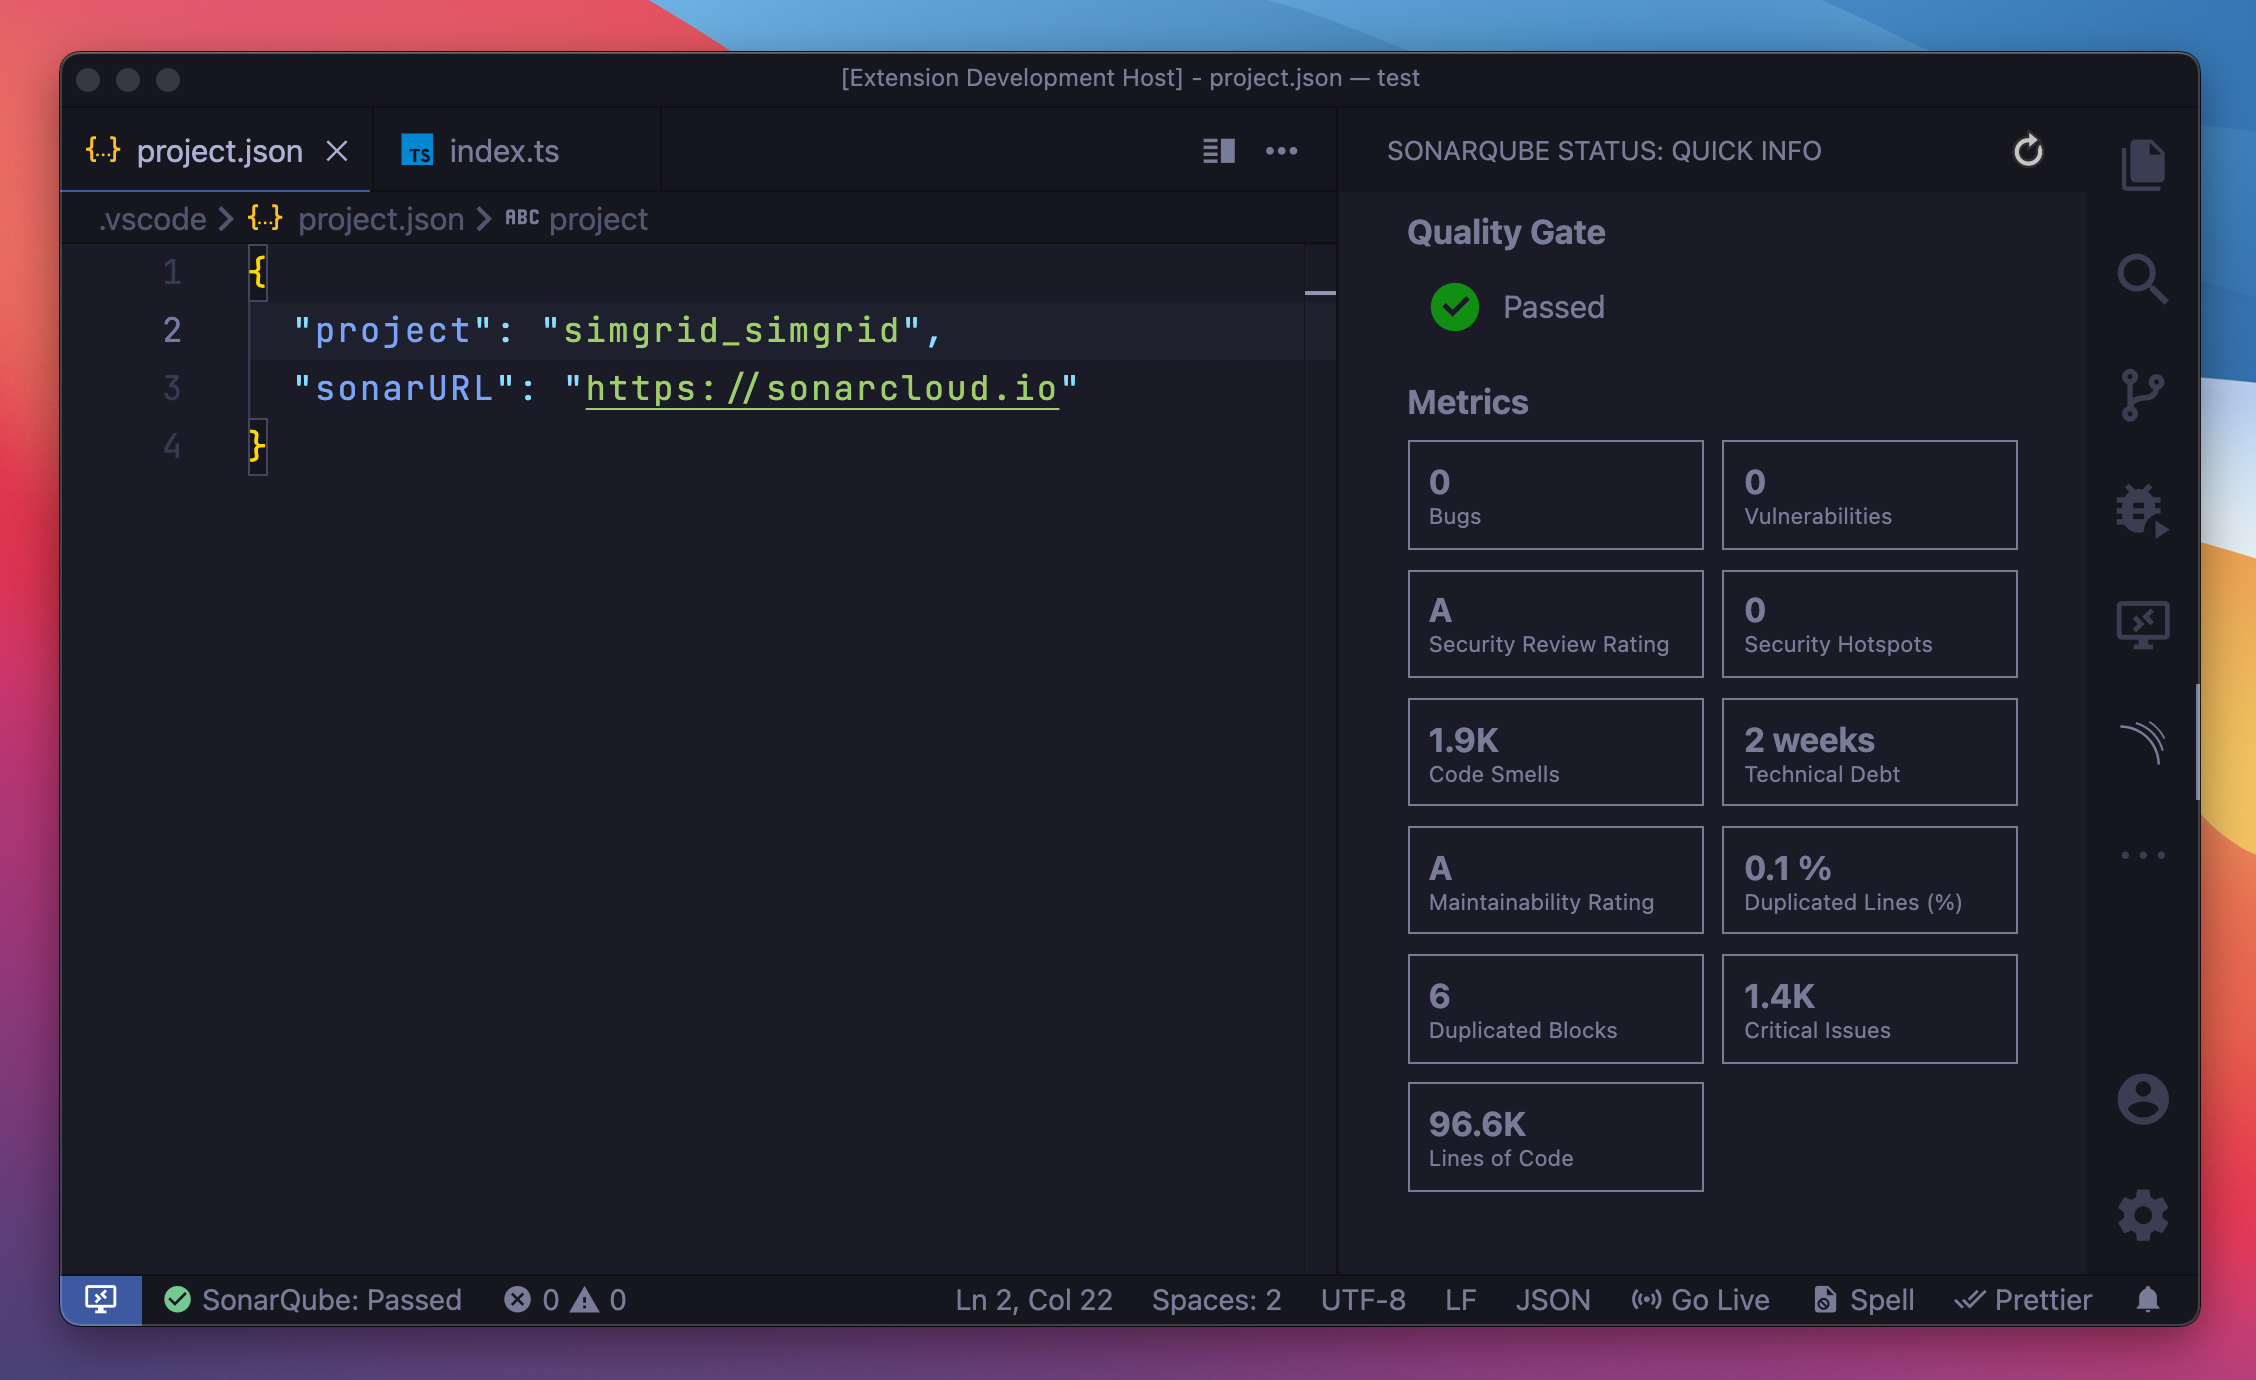 [Extension Development Host] - project.json — test
{...} project.json
TS index.ts
.vscode > {...} project.json > ABC project
1 {
2 "project": "simgrid_simgrid",
3 "sonarURL": "https://sonarcloud.io"
4 }
SONARQUBE STATUS: QUICK INFO
Quality Gate
Passed
Metrics
0
Bugs
0
Vulnerabilities
A
Security Review Rating
0
Security Hotspots
1.9K
Code Smells
2 weeks
Technical Debt
A
Maintainability Rating
0.1 %
Duplicated Lines (%)
6
Duplicated Blocks
1.4K
Critical Issues
96.6K
Lines of Code
SonarQube: Passed 0 0 Ln 2, Col 22 Spaces: 2 UTF-8 LF JSON Go Live Spell Prettier